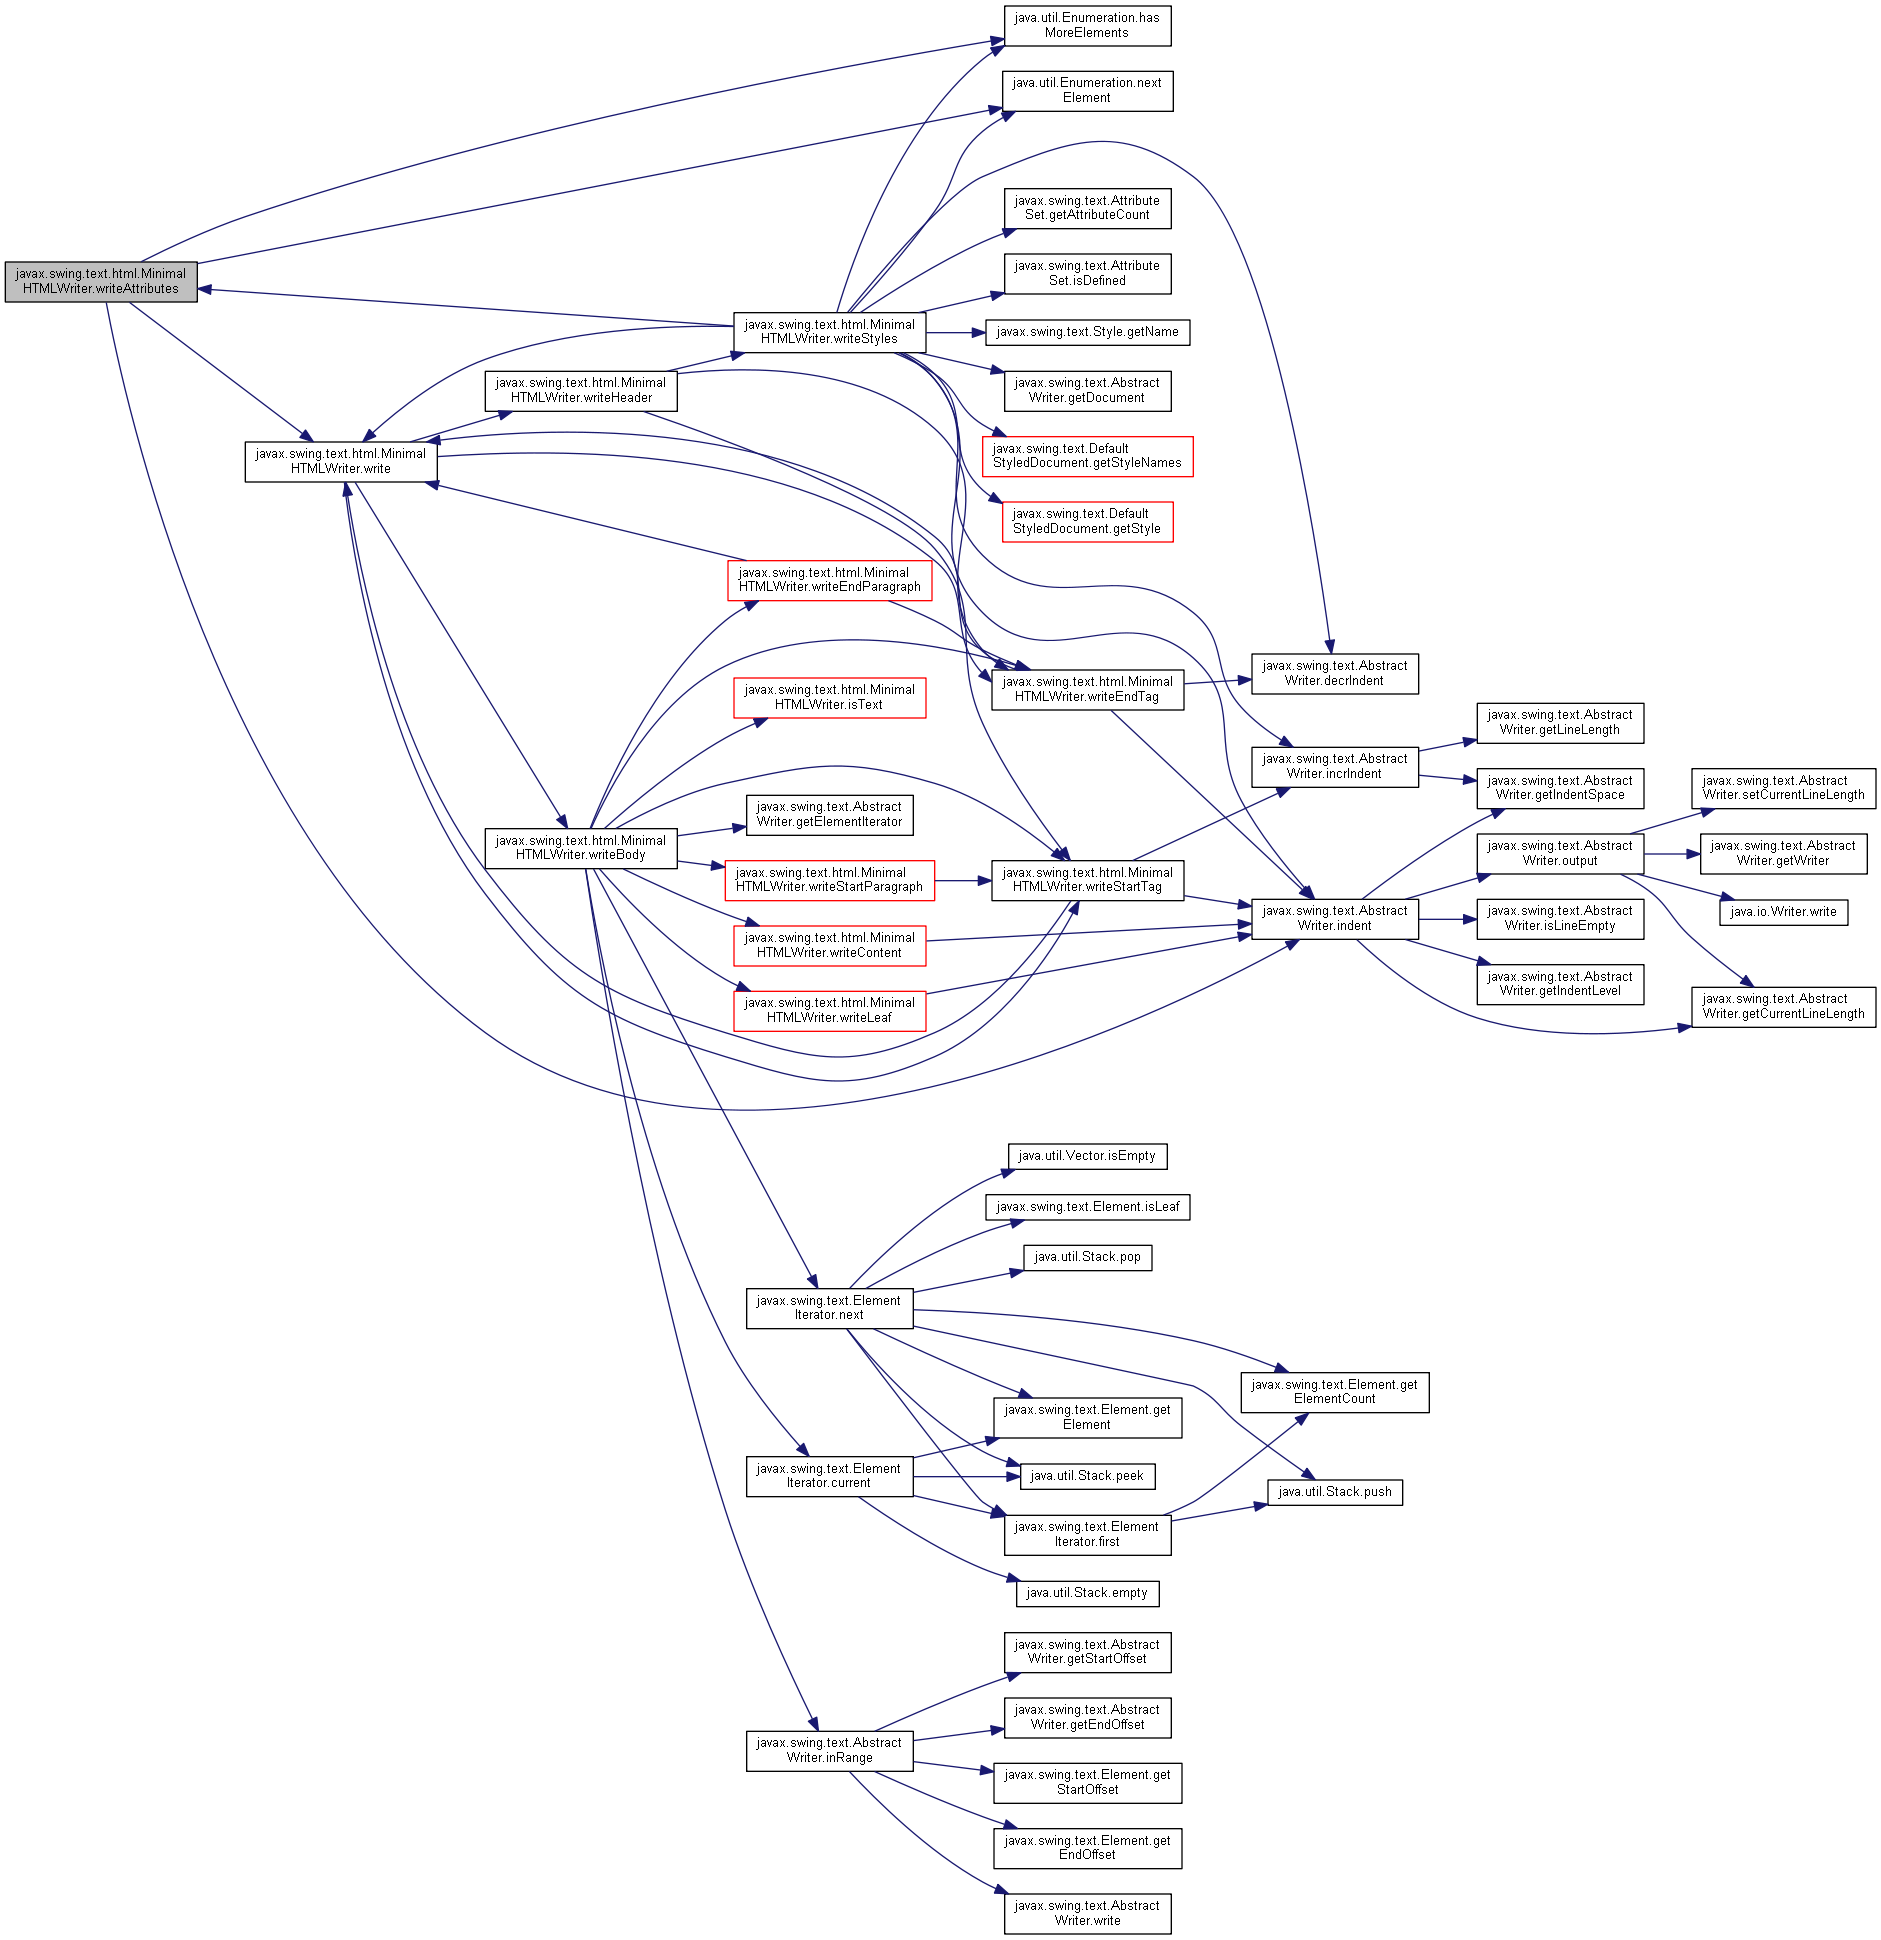 java.util.Enumeration.has
MoreElements
java.util.Enumeration.next
Element
javax.swing.text.Attribute
Set.getAttributeCount
javax.swing.text.Attribute
Set.isDefined
javax.swing.text.html.Minimal
HTMLWriter.writeAttributes
javax.swing.text.html.Minimal
HTMLWriter.writeStyles
javax.swing.text.Style.getName
javax.swing.text.html.Minimal
HTMLWriter.writeHeader
javax.swing.text.Abstract
Writer.getDocument
javax.swing.text.html.Minimal
HTMLWriter.write
javax.swing.text.Default
StyledDocument.getStyleNames
javax.swing.text.Default
StyledDocument.getStyle
javax.swing.text.html.Minimal
HTMLWriter.writeEndParagraph
javax.swing.text.html.Minimal
HTMLWriter.isText
javax.swing.text.html.Minimal
HTMLWriter.writeEndTag
javax.swing.text.Abstract
Writer.decrIndent
javax.swing.text.Abstract
Writer.getLineLength
javax.swing.text.Abstract
Writer.incrIndent
javax.swing.text.Abstract
Writer.getIndentSpace
javax.swing.text.Abstract
Writer.setCurrentLineLength
javax.swing.text.Abstract
Writer.getElementIterator
javax.swing.text.html.Minimal
HTMLWriter.writeBody
javax.swing.text.Abstract
Writer.output
javax.swing.text.Abstract
Writer.getWriter
javax.swing.text.html.Minimal
HTMLWriter.writeStartParagraph
javax.swing.text.html.Minimal
HTMLWriter.writeStartTag
javax.swing.text.Abstract
Writer.indent
javax.swing.text.Abstract
Writer.isLineEmpty
java.io.Writer.write
javax.swing.text.html.Minimal
HTMLWriter.writeContent
javax.swing.text.Abstract
Writer.getIndentLevel
javax.swing.text.html.Minimal
HTMLWriter.writeLeaf
javax.swing.text.Abstract
Writer.getCurrentLineLength
java.util.Vector.isEmpty
javax.swing.text.Element.isLeaf
java.util.Stack.pop
javax.swing.text.Element
Iterator.next
javax.swing.text.Element.get
ElementCount
javax.swing.text.Element.get
Element
javax.swing.text.Element
Iterator.current
java.util.Stack.peek
java.util.Stack.push
javax.swing.text.Element
Iterator.first
java.util.Stack.empty
javax.swing.text.Abstract
Writer.getStartOffset
javax.swing.text.Abstract
Writer.getEndOffset
javax.swing.text.Abstract
Writer.inRange
javax.swing.text.Element.get
StartOffset
javax.swing.text.Element.get
EndOffset
javax.swing.text.Abstract
Writer.write